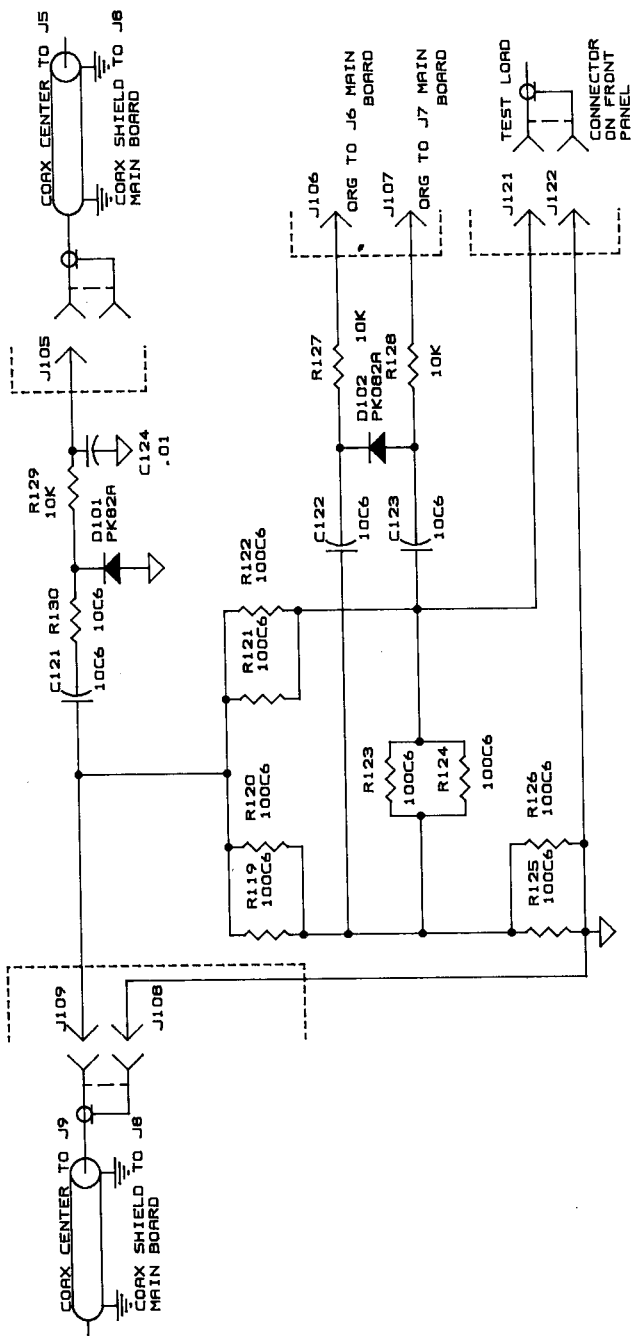 COAX CENTER TO J9
COAX SHIELD TO J8
MAIN BOARD
J109
J108
C121
10C6
R130
10C6
D101
PK82A
R129
10K
C124
.01
J105
COAX CENTER TO J5
COAX SHIELD TO J8
MAIN BOARD
R119
100C6
R120
100C6
R121
100C6
R122
100C6
C122
10C6
C123
10C6
D102
PK082A
R127
10K
R128
10K
J106
ORG TO J6 MAIN
BOARD
J107
ORG TO J7 MAIN
BOARD
R123
100C6
R124
100C6
R125
100C6
R126
100C6
J121
J122
TEST LOAD
CONNECTOR
ON FRONT
PANEL